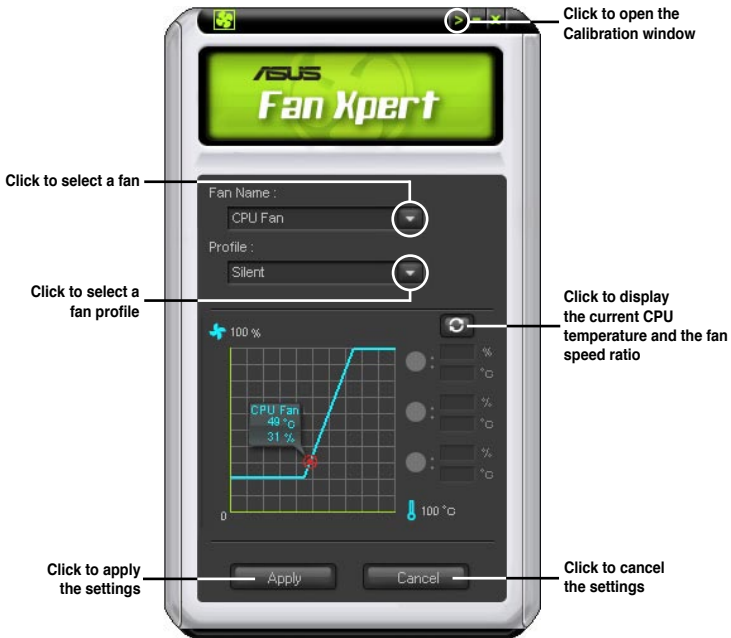 Click to open the
Calibration window
> - x
ASUS
Fan Xpert
Click to select a fan
Fan Name :
CPU Fan
Profile :
Silent
Click to select a
fan profile
Click to display
the current CPU
temperature and the fan
speed ratio
100 %
%
°C
%
°C
%
°C
CPU Fan
49 °C
31 %
0
100 °C
Click to apply
the settings
Apply
Cancel
Click to cancel
the settings